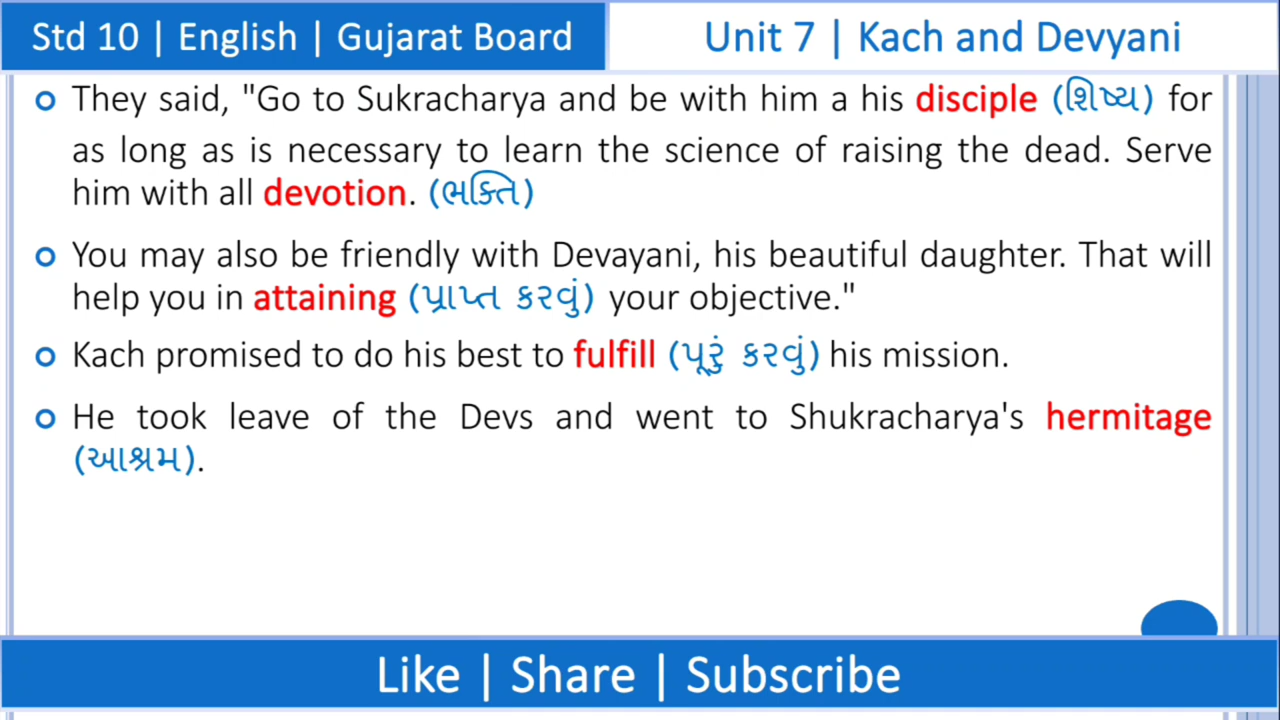 Std 10 | English | Gujarat Board
Unit 7 | Kach and Devyani
They said, "Go to Sukracharya and be with him a his disciple (શિષ્ય) for
as long as is necessary to learn the science of raising the dead. Serve
him with all devotion. (ભક્તિ)
You may also be friendly with Devayani, his beautiful daughter. That will
help you in attaining (પ્રાપ્ત કરવું) your objective."
Kach promised to do his best to fulfill (પૂરું કરવું) his mission.
He took leave of the Devs and went to Shukracharya's hermitage
(આશ્રમ).
Like | Share | Subscribe